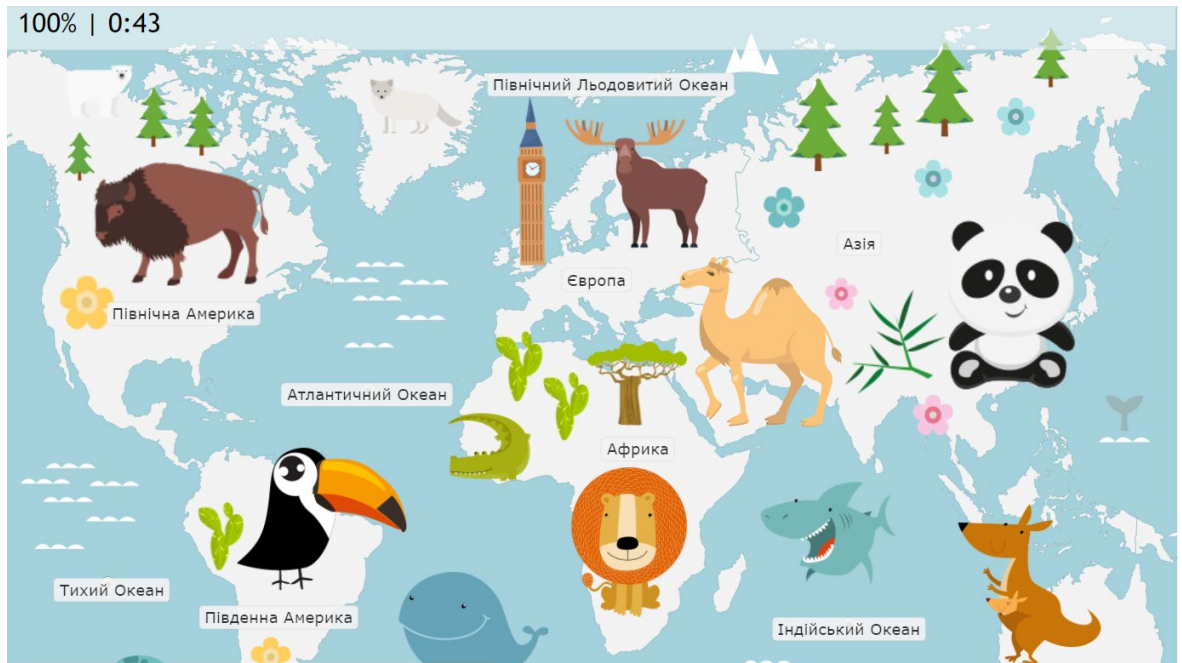 100% | 0:43
Північний Льодовитий Океан
Азія
Європа
Північна Америка
Атлантичний Океан
Африка
Тихий Океан
Південна Америка
Індійський Океан